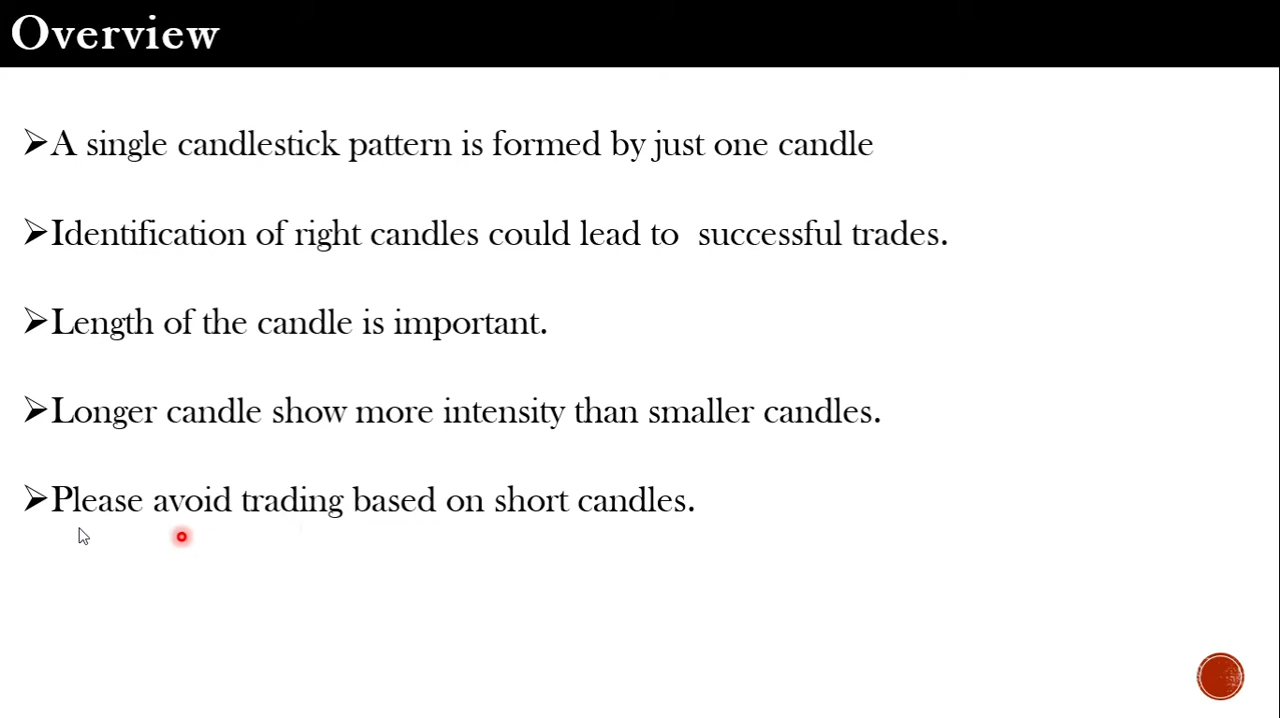 Overview
➢A single candlestick pattern is formed by just one candle
➢Identification of right candles could lead to  successful trades.
➢Length of the candle is important.
➢Longer candle show more intensity than smaller candles.
➢Please avoid trading based on short candles.